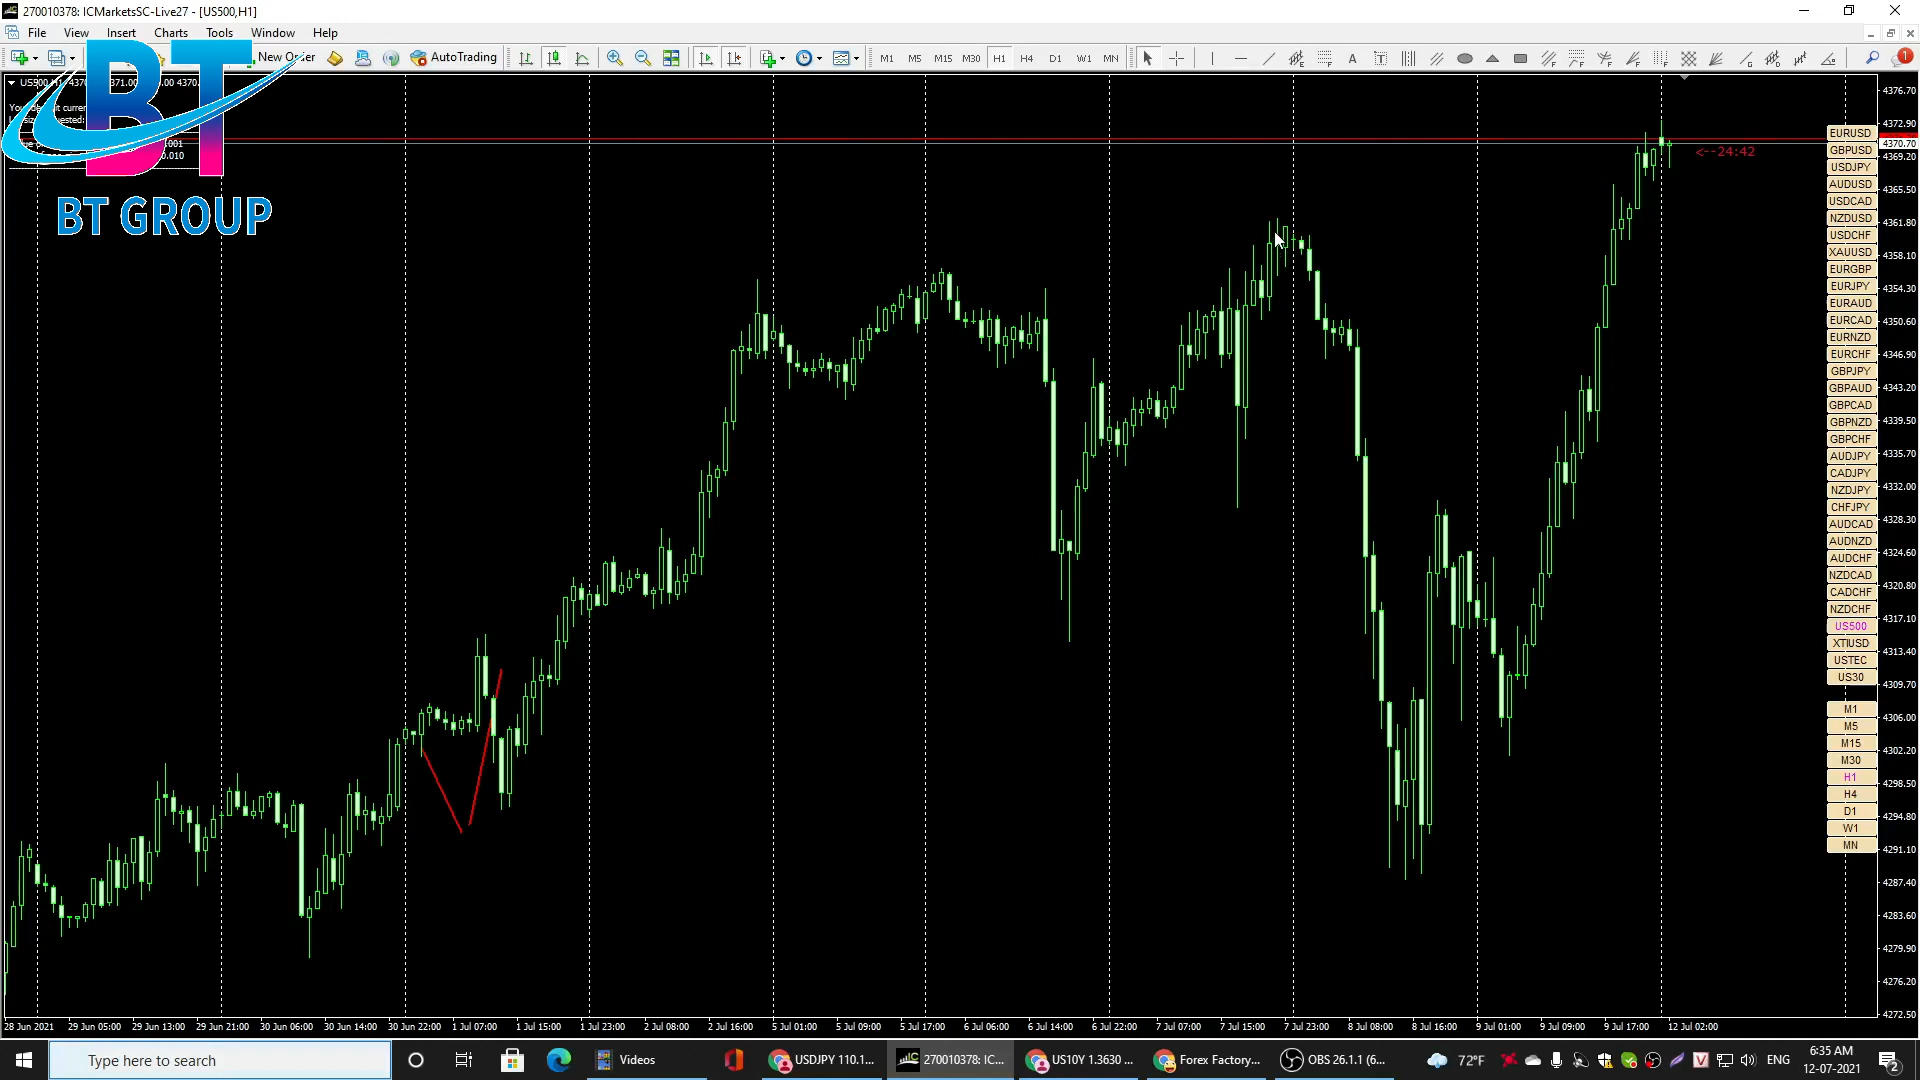 270010378: ICMarketsSC-Live27 - [US500,H1]
File View Insert Charts Tools Window Help
New Order AutoTrading M1 M5 M15 M30 H1 H4 D1 W1 MN
BT
BT GROUP
<--24:42
4376.70
4372.90
4370.70
4369.20
4365.50
4361.80
4358.10
4354.30
4350.60
4346.90
4343.20
4339.50
4335.70
4332.00
4328.30
4324.60
4320.80
4317.10
4313.40
4309.70
4306.00
4302.20
4298.50
4294.80
4291.10
4287.40
4283.60
4279.90
4276.20
4272.50
EURUSD
GBPUSD
USDJPY
AUDUSD
USDCAD
NZDUSD
USDCHF
XAUUSD
EURGBP
EURJPY
EURAUD
EURCAD
EURNZD
EURCHF
GBPJPY
GBPAUD
GBPCAD
GBPNZD
GBPCHF
AUDJPY
CADJPY
NZDJPY
CHFJPY
AUDCAD
AUDNZD
AUDCHF
NZDCAD
CADCHF
NZDCHF
US500
XTIUSD
USTEC
US30
M1
M5
M15
M30
H1
H4
D1
W1
MN
28 Jun 2021 29 Jun 05:00 29 Jun 13:00 29 Jun 21:00 30 Jun 06:00 30 Jun 14:00 30 Jun 22:00 1 Jul 07:00 1 Jul 15:00 1 Jul 23:00 2 Jul 08:00 2 Jul 16:00 5 Jul 01:00 5 Jul 09:00 5 Jul 17:00 6 Jul 06:00 6 Jul 14:00 6 Jul 22:00 7 Jul 07:00 7 Jul 15:00 7 Jul 23:00 8 Jul 08:00 8 Jul 16:00 9 Jul 01:00 9 Jul 09:00 9 Jul 17:00 12 Jul 02:00
Type here to search Videos USDJPY 110.1... 270010378: IC... US10Y 1.3630 ... Forex Factory... OBS 26.1.1 (6... 72°F ENG
6:35 AM
12-07-2021